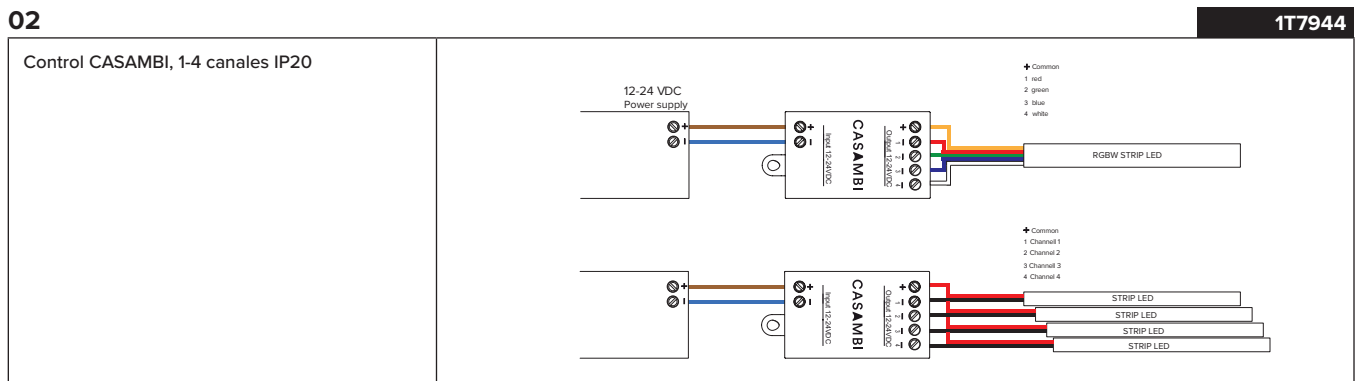 02
1T7944
Control CASAMBI, 1-4 canales IP20
12-24 VDC
Power supply
+
I
+
I
Input 12-24VDC
CASAMBI
Output 12-24VDC
+
1 I
2 I
3 I
4 I
+ Common
1 red
2 green
3 blue
4 white
RGBW STRIP LED
+
I
+
I
Input 12-24VDC
CASAMBI
Output 12-24VDC
+
1 I
2 I
3 I
4 I
+ Common
1 Channell 1
2 Channel 2
3 Channell 3
4 Channel 4
STRIP LED
STRIP LED
STRIP LED
STRIP LED